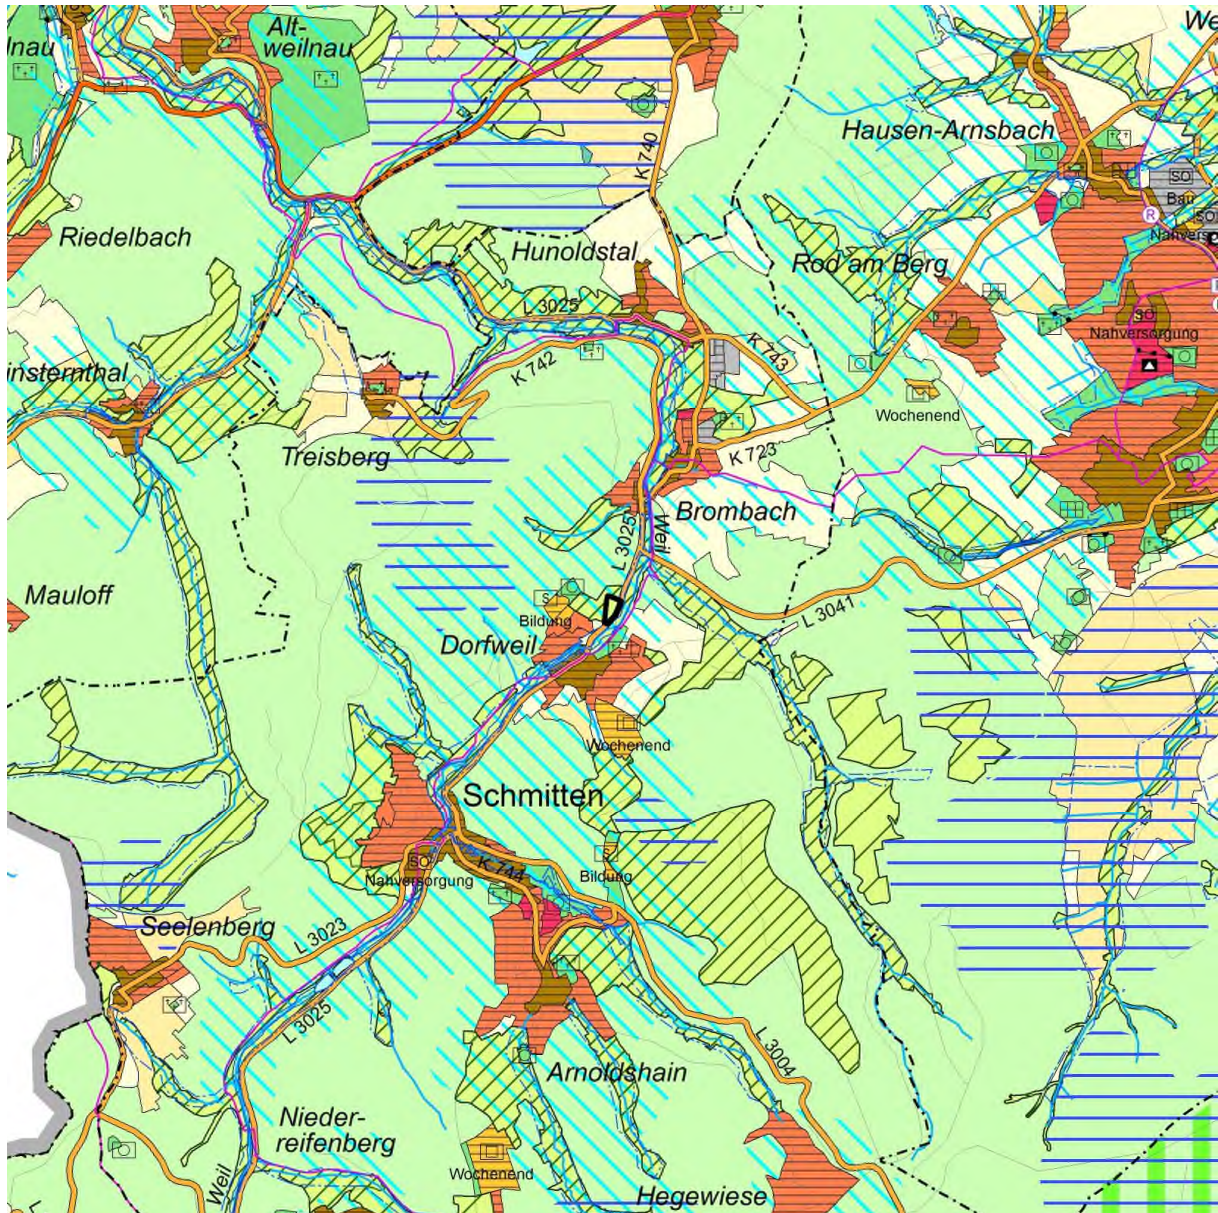 Alt-
weilnau
lnau
We
Hausen-Arnsbach
K 740
SO
Bau
SO
R
Riedelbach
Hunoldstal
Rod am Berg
L 3025
SO
Nahversorgung
K 743
K 742
insternthal
Wochenend
Treisberg
K 723
Brombach
L 3025
Weil
Mauloff
S
Bildung
L 3041
Dorfweil
Wochenend
Schmitten
SO
Nahversorgung
K 744
S
Bildung
Seelenberg
L 3023
L 3025
L 3004
Arnoldshain
Nieder-
reifenberg
Weil
Wochenend
Hegewiese